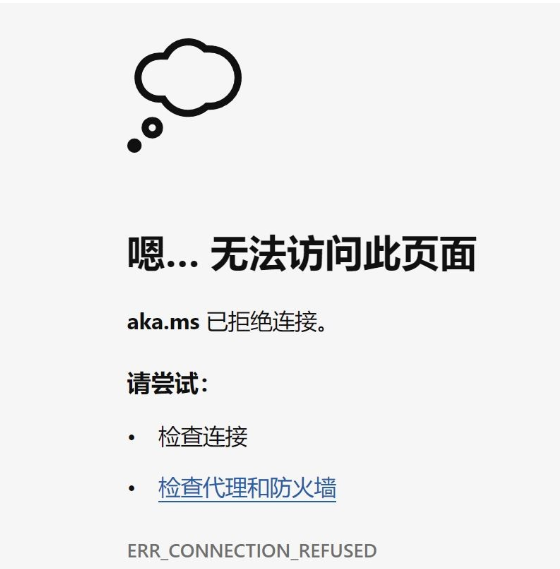 嗯… 无法访问此页面
aka.ms 已拒绝连接。
请尝试：
• 检查连接
• 检查代理和防火墙
ERR_CONNECTION_REFUSED